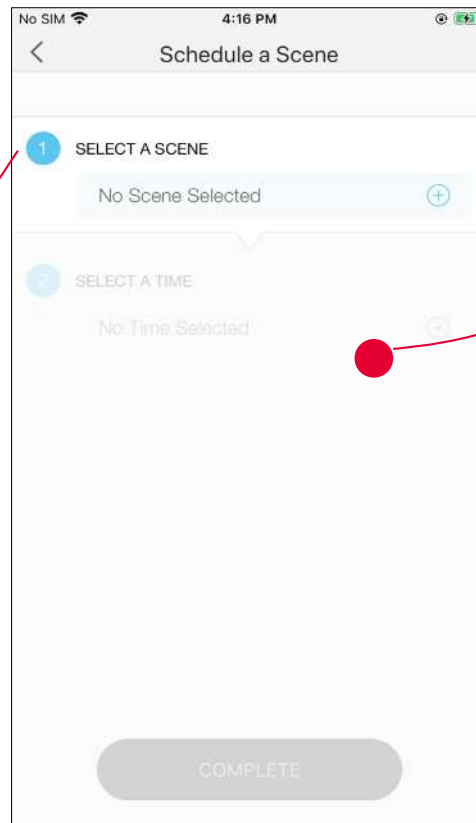 No SIM 4:16 PM
Schedule a Scene
1 SELECT A SCENE
No Scene Selected
2 SELECT A TIME
No Time Selected
COMPLETE